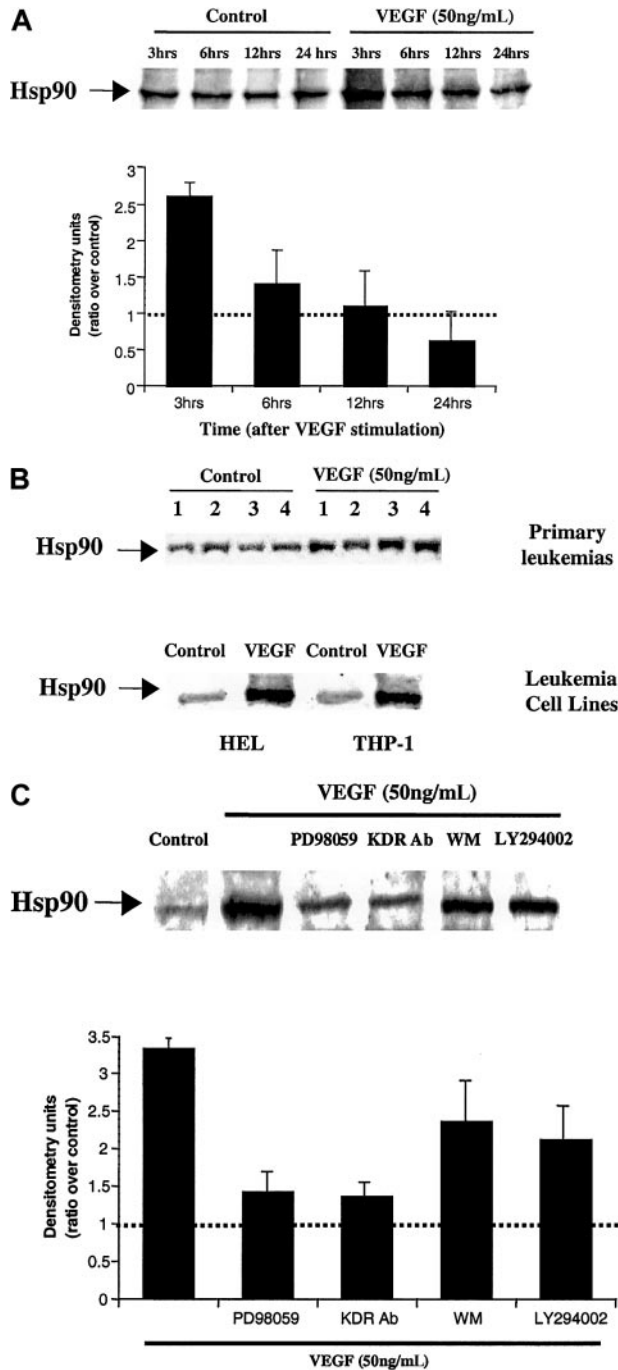 A
Control
VEGF (50ng/mL)
3hrs 6hrs 12hrs 24 hrs 3hrs 6hrs 12hrs 24hrs
Hsp90
3
2.5
2
1.5
1
0.5
0
Densitometry units
(ratio over control)
3hrs 6hrs 12hrs 24hrs
Time (after VEGF stimulation)
B
Control
VEGF (50ng/mL)
1 2 3 4 1 2 3 4
Hsp90
Primary
leukemias
Control VEGF Control VEGF
Hsp90
Leukemia
Cell Lines
HEL THP-1
C
VEGF (50ng/mL)
Control PD98059 KDR Ab WM LY294002
Hsp90
3.5
3
2.5
2
1.5
1
0.5
0
Densitometry units
(ratio over control)
PD98059 KDR Ab WM LY294002
VEGF (50ng/mL)